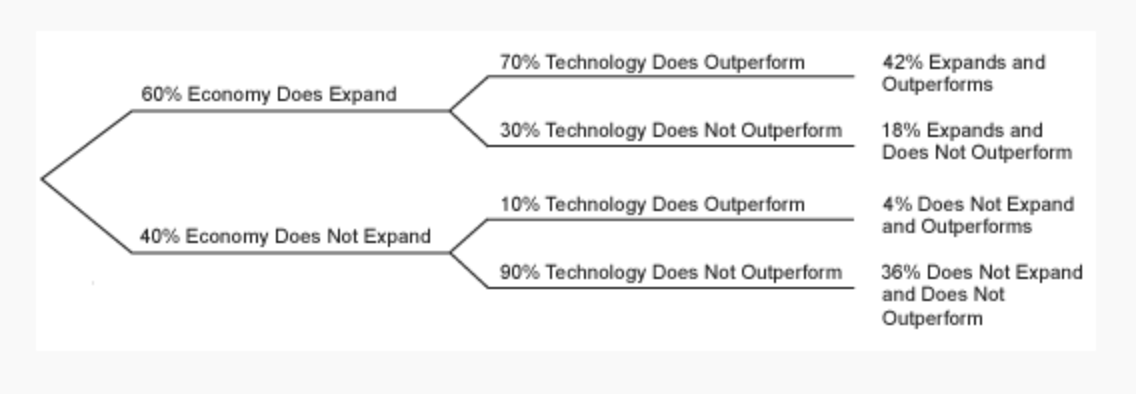 70% Technology Does Outperform
42% Expands and
Outperforms
60% Economy Does Expand
30% Technology Does Not Outperform
18% Expands and
Does Not Outperform
10% Technology Does Outperform
4% Does Not Expand
and Outperforms
40% Economy Does Not Expand
90% Technology Does Not Outperform
36% Does Not Expand
and Does Not
Outperform